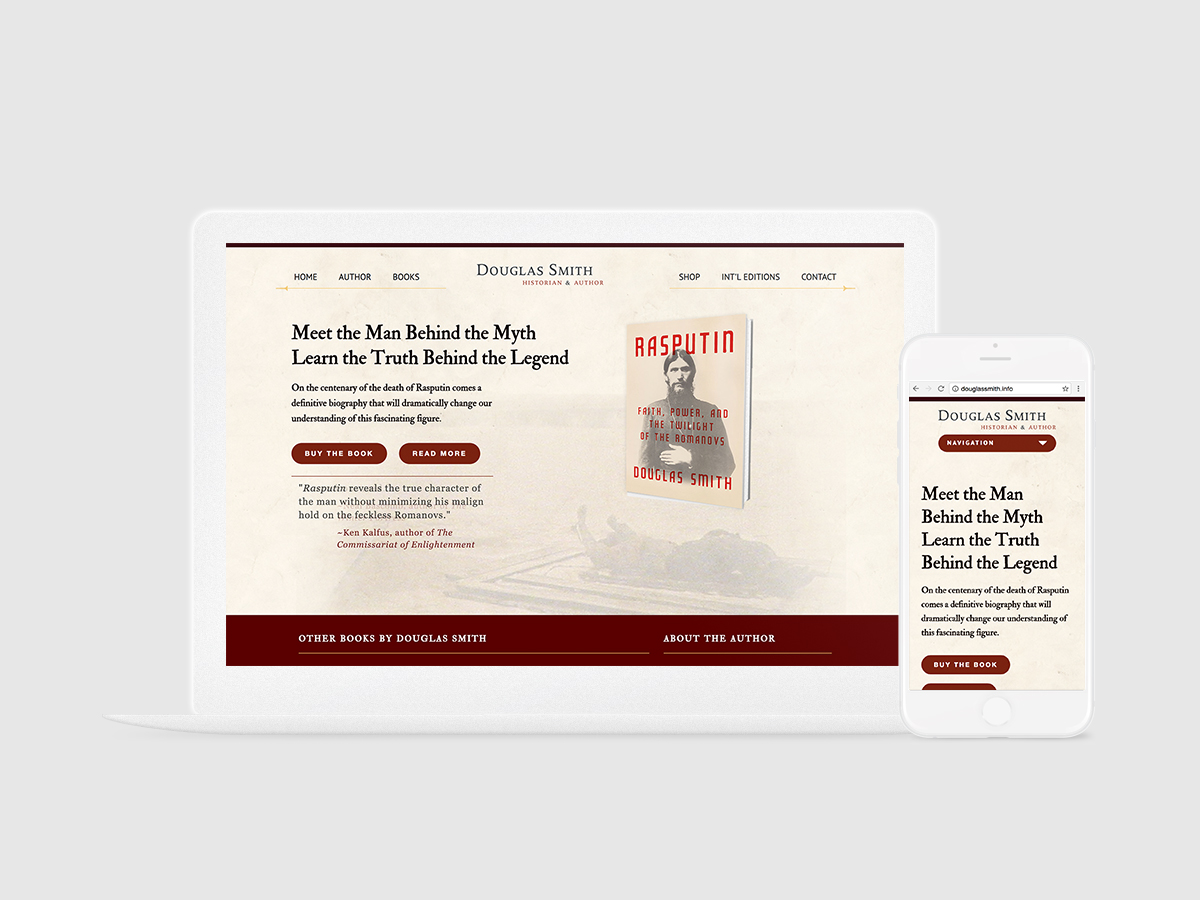 HOME AUTHOR BOOKS
DOUGLAS SMITH
HISTORIAN & AUTHOR
SHOP INT'L EDITIONS CONTACT
Meet the Man Behind the Myth
Learn the Truth Behind the Legend
On the centenary of the death of Rasputin comes a
definitive biography that will dramatically change our
understanding of this fascinating figure.
BUY THE BOOK READ MORE
"Rasputin reveals the true character of
the man without minimizing his malign
hold on the feckless Romanovs."
~Ken Kalfus, author of The
Commissariat of Enlightenment
RASPUTIN
FAITH, POWER, AND
THE TWILIGHT
OF THE ROMANOVS
DOUGLAS SMITH
OTHER BOOKS BY DOUGLAS SMITH
ABOUT THE AUTHOR
douglassmith.info
DOUGLAS SMITH
HISTORIAN & AUTHOR
NAVIGATION
Meet the Man
Behind the Myth
Learn the Truth
Behind the Legend
On the centenary of the death of Rasputin
comes a definitive biography that will
dramatically change our understanding of
this fascinating figure.
BUY THE BOOK